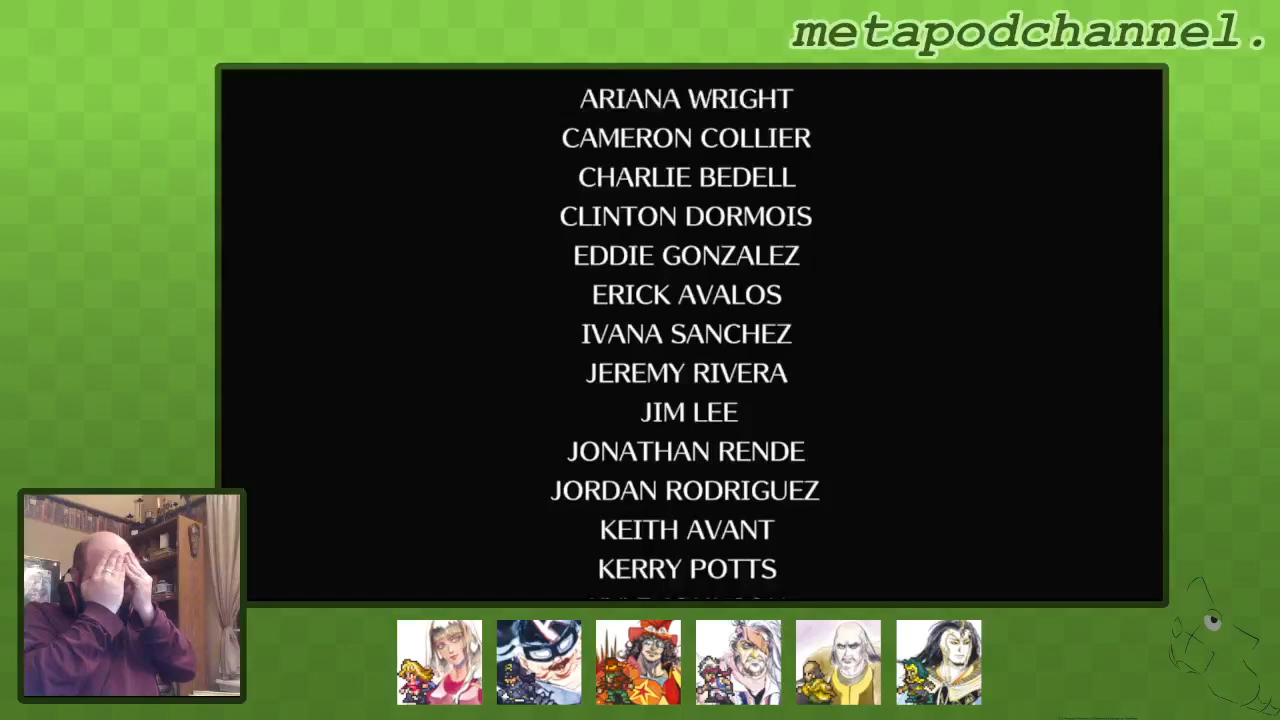 metapodchannel.
ARIANA WRIGHT
CAMERON COLLIER
CHARLIE BEDELL
CLINTON DORMOIS
EDDIE GONZALEZ
ERICK AVALOS
IVANA SANCHEZ
JEREMY RIVERA
JIM LEE
JONATHAN RENDE
JORDAN RODRIGUEZ
KEITH AVANT
KERRY POTTS